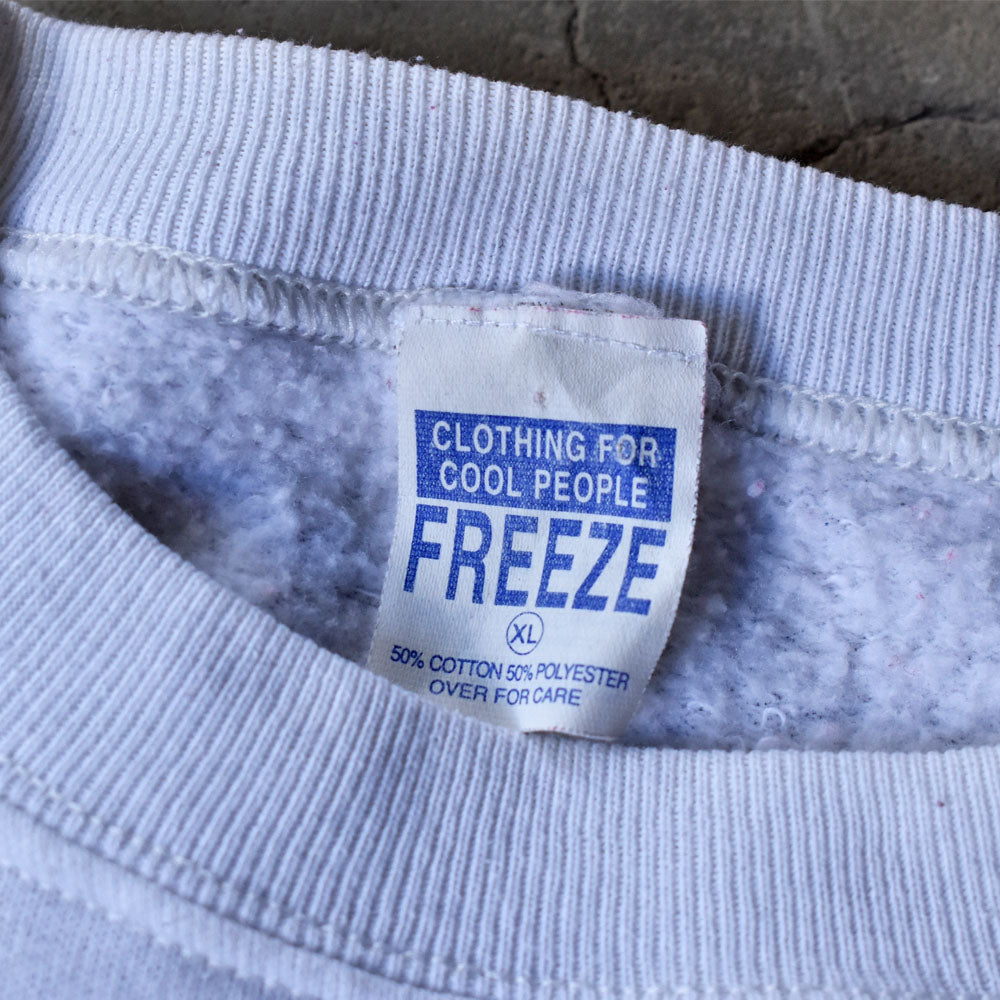 CLOTHING FOR
COOL PEOPLE
FREEZE
XL
50% COTTON 50% POLYESTER
OVER FOR CARE